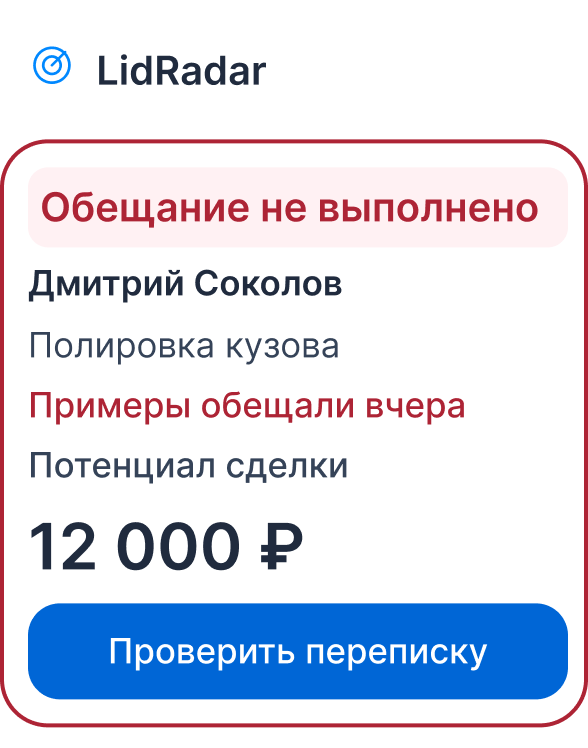 LidRadar
Обещание не выполнено
Дмитрий Соколов
Полировка кузова
Примеры обещали вчера
Потенциал сделки
12 000 ₽
Проверить переписку